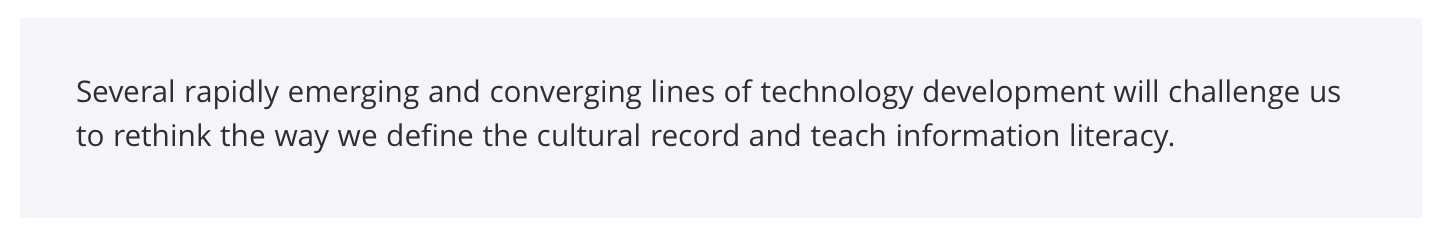 Several rapidly emerging and converging lines of technology development will challenge us
to rethink the way we define the cultural record and teach information literacy.